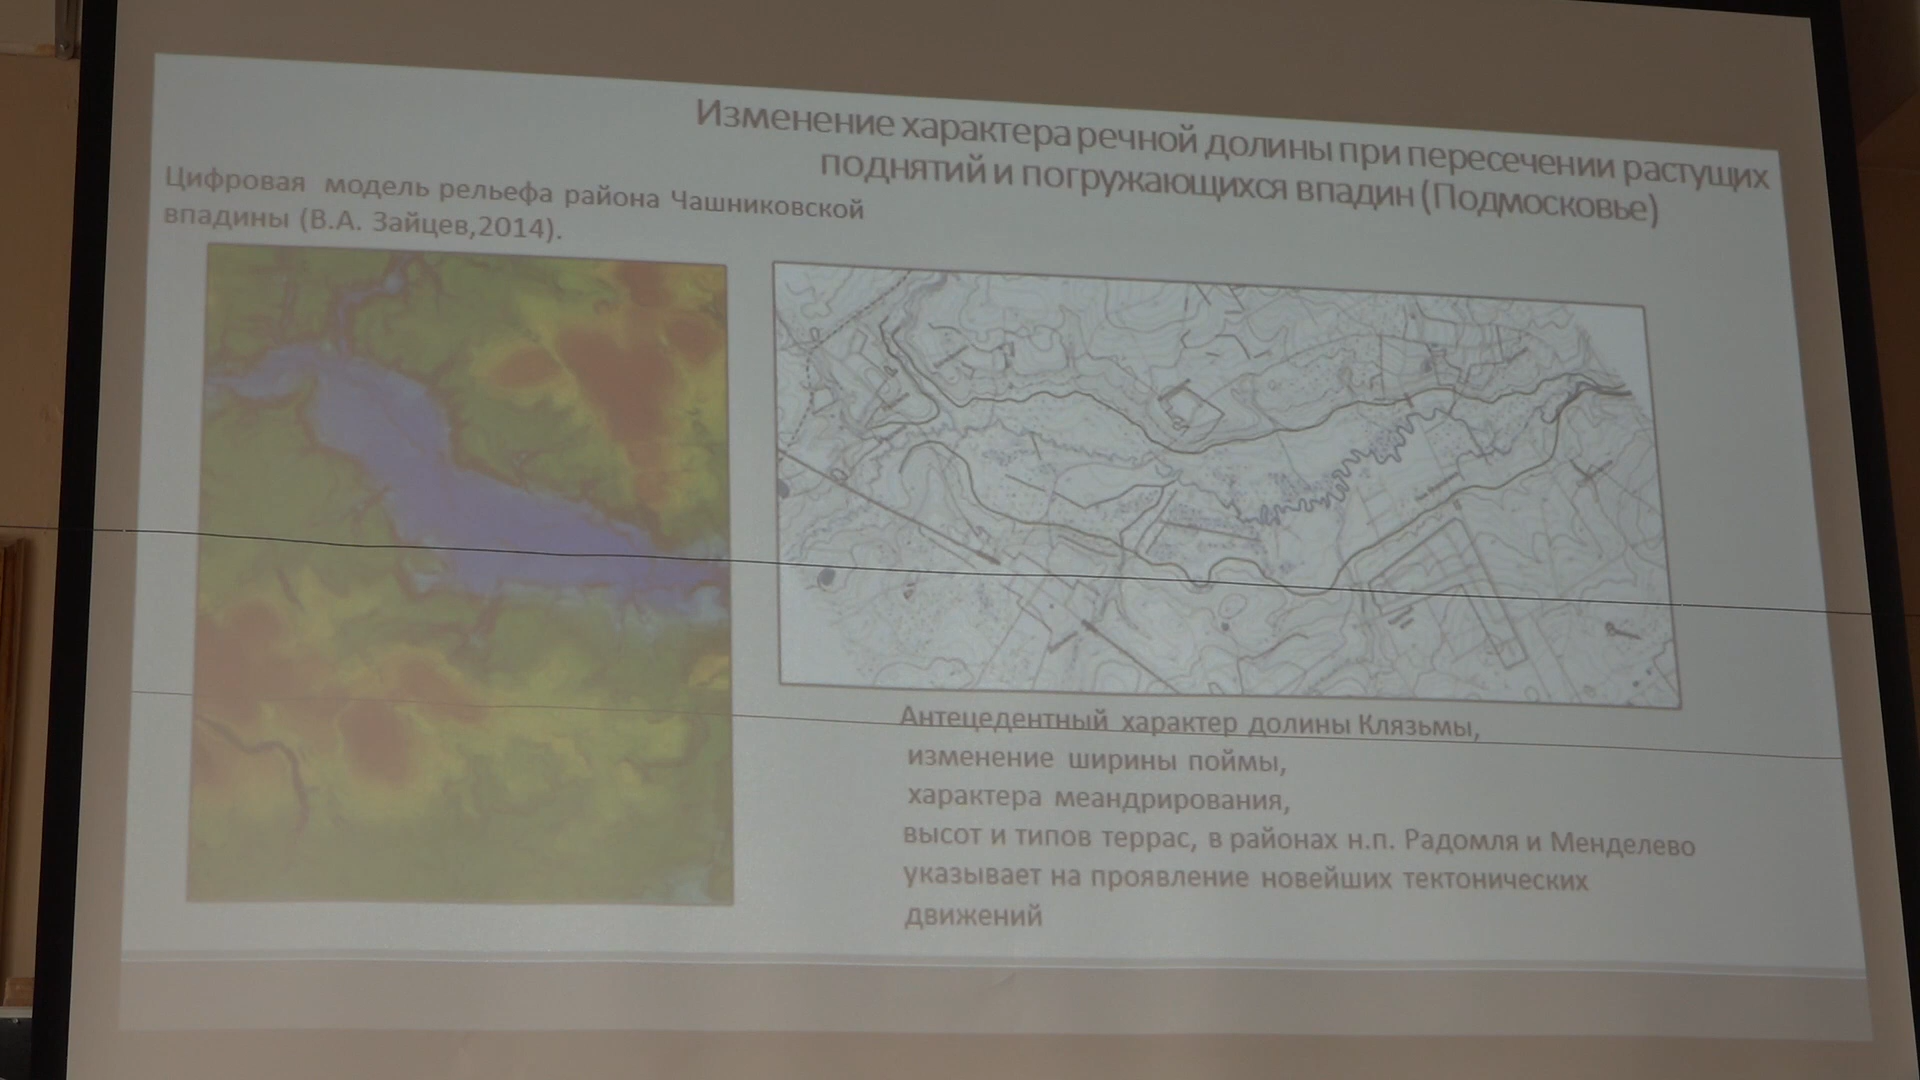 Изменение характера речной долины при пересечении растущих
поднятий и погружающихся впадин (Подмосковье)
Цифровая модель рельефа района Чашниковской
впадины (В.А. Зайцев,2014).
Антецедентный характер долины Клязьмы,
изменение ширины поймы,
характера меандрирования,
высот и типов террас, в районах н.п. Радомля и Менделево
указывает на проявление новейших тектонических
движений